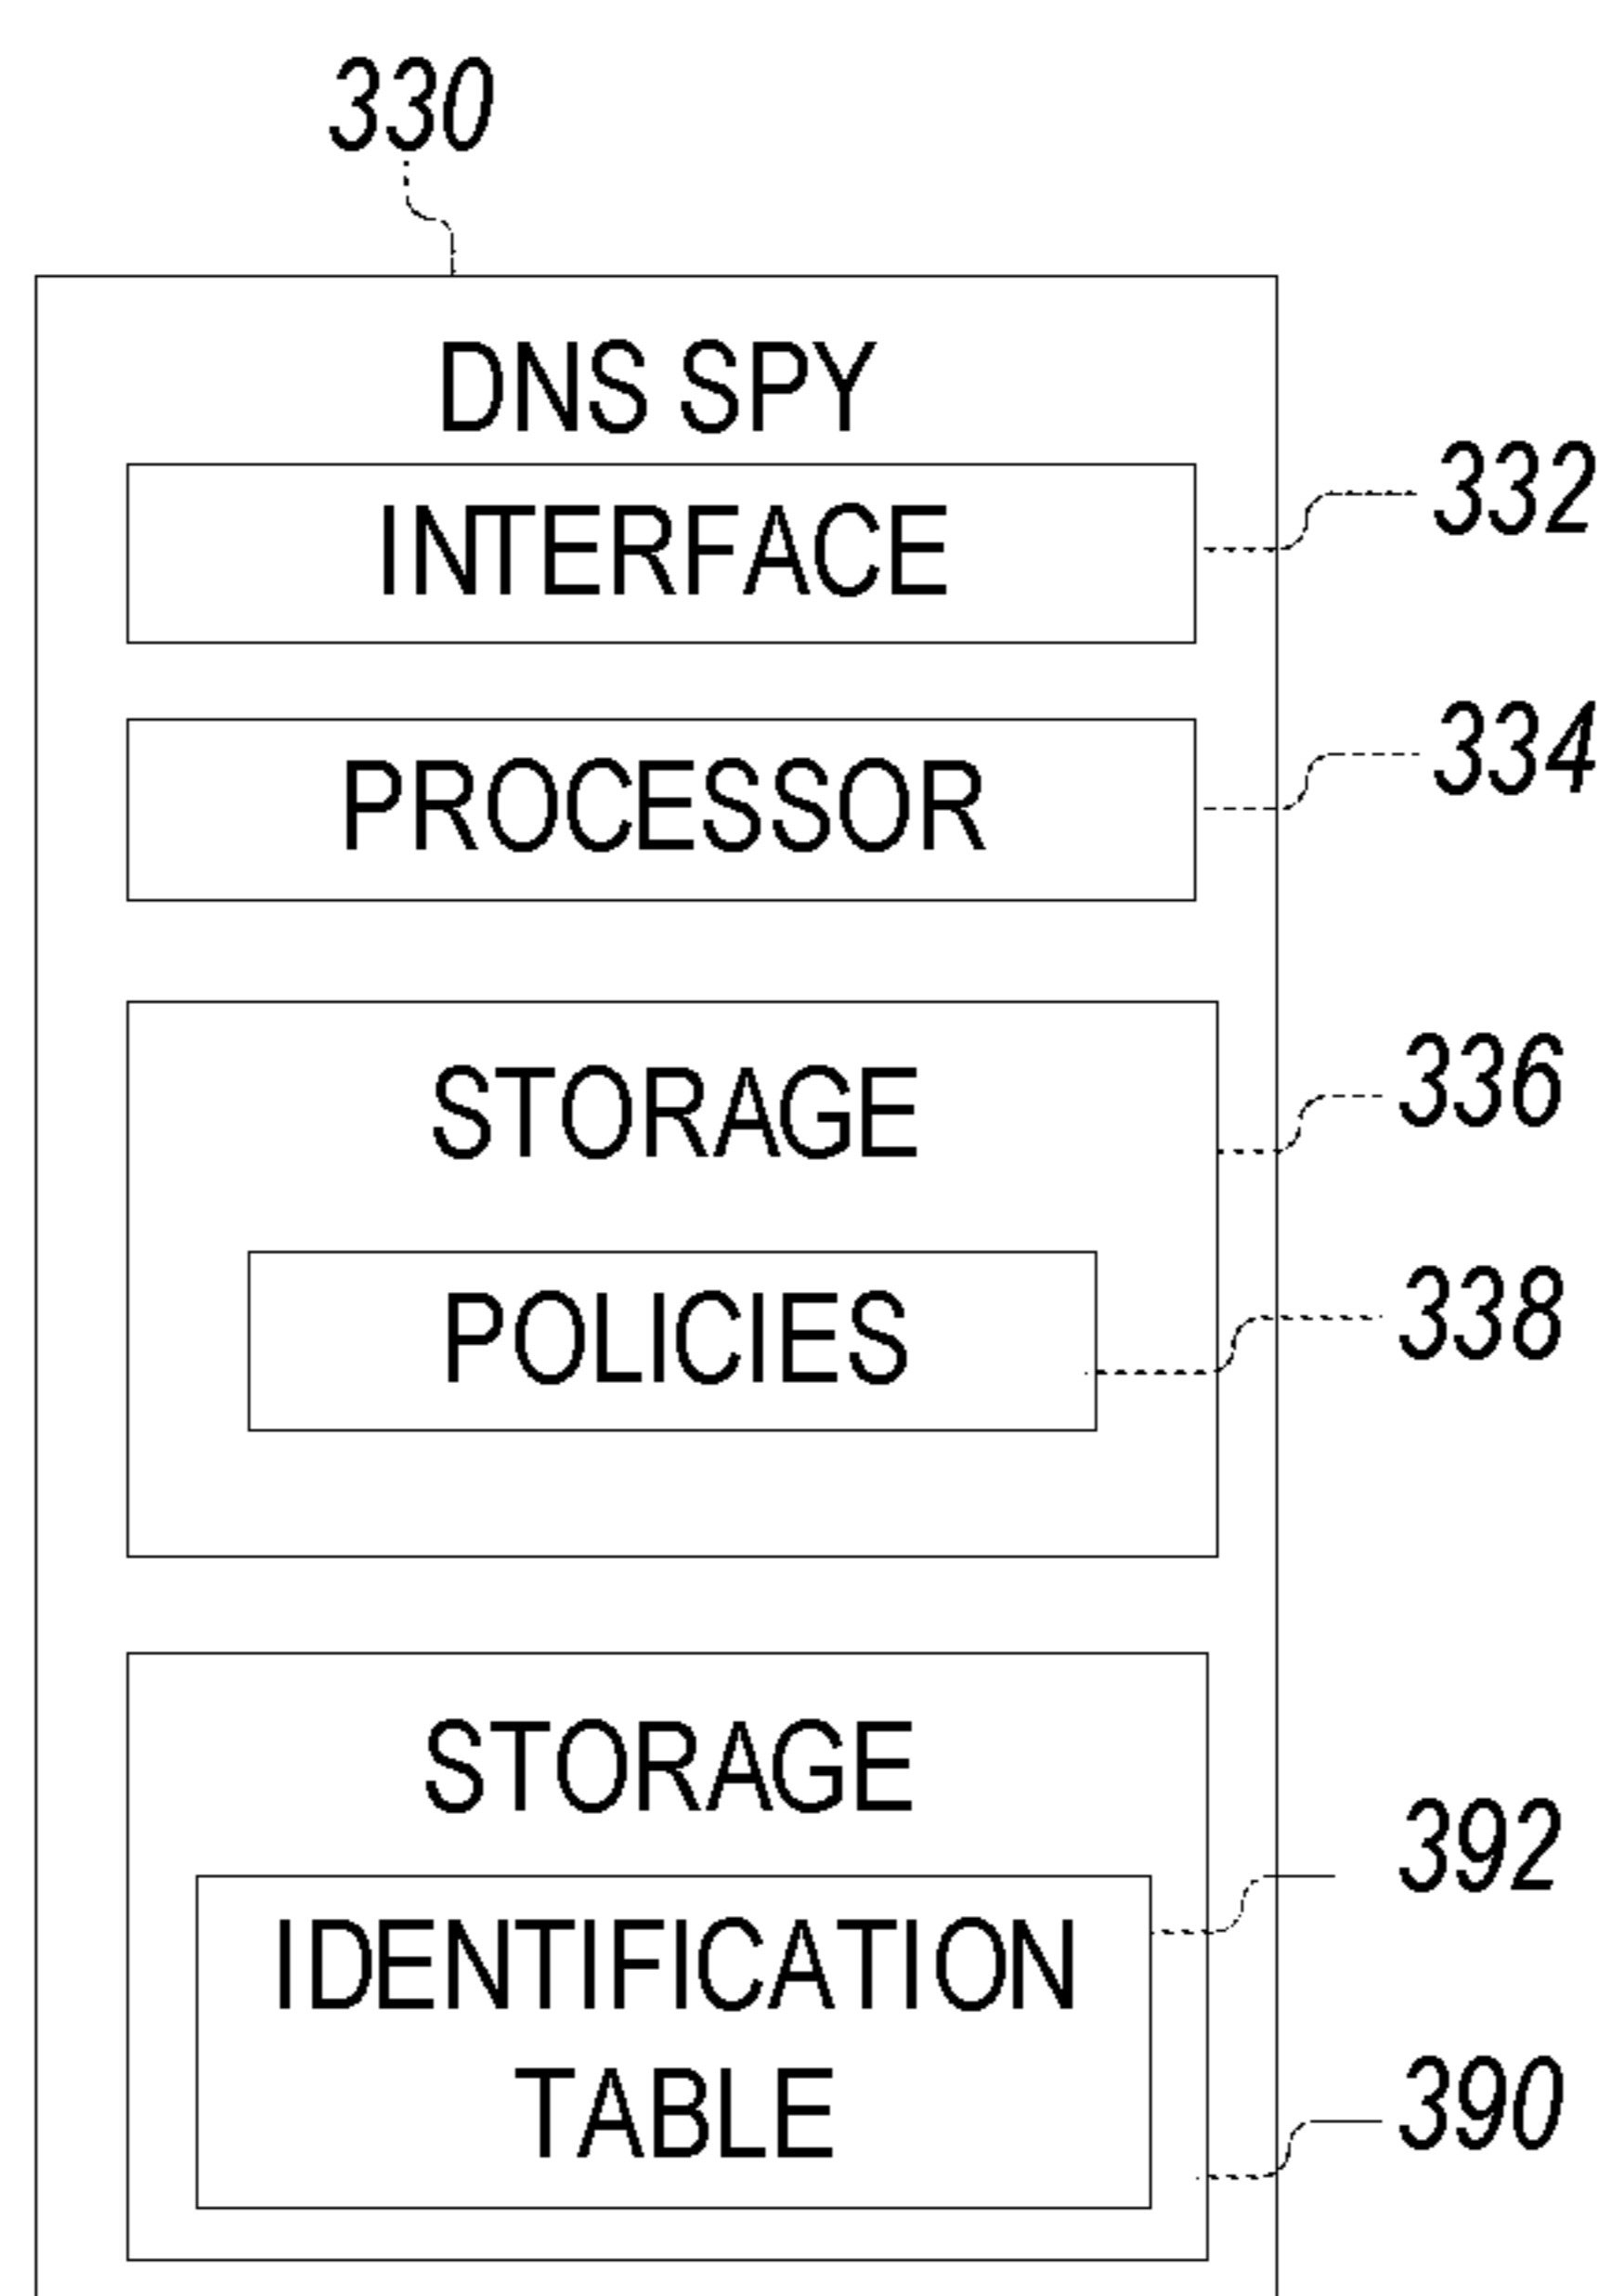 330
DNS SPY
INTERFACE
332
PROCESSOR
334
STORAGE
336
POLICIES
338
STORAGE
392
IDENTIFICATION
TABLE
390